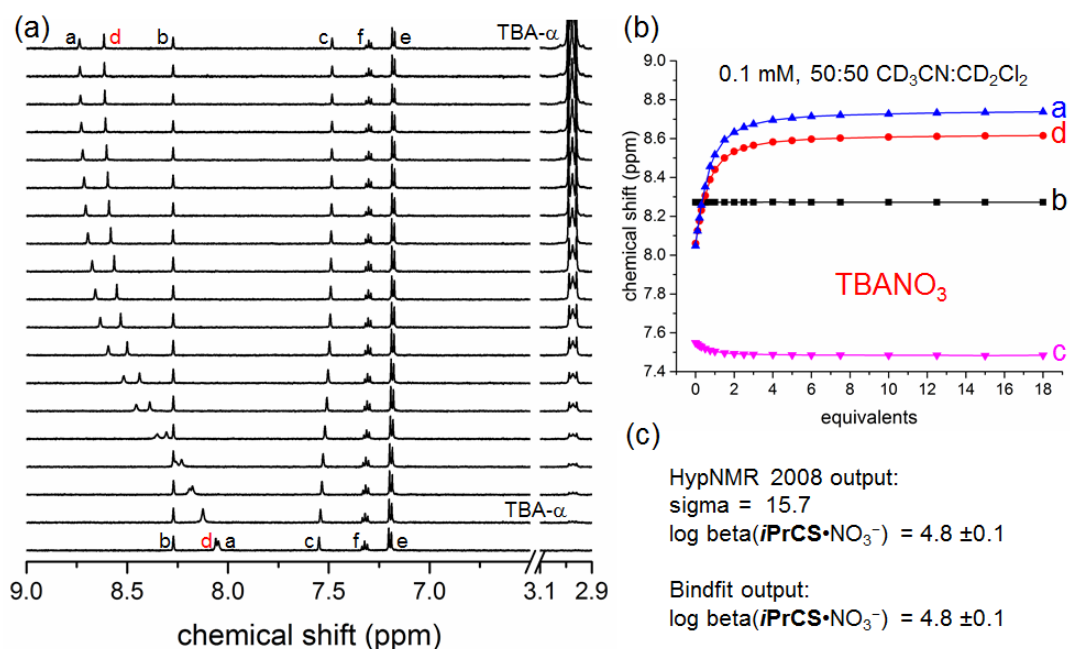 (a)
a d b c f e TBA-α
TBA-α
b d a c f e
9.0 8.5 8.0 7.5 7.0 3.1 2.9
chemical shift (ppm)
(b)
0.1 mM, 50:50 CD₃CN:CD₂Cl₂
9.0
8.8
8.6
8.4
8.2
8.0
7.8
7.6
7.4
chemical shift (ppm)
a
d
b
TBANO₃
c
0 2 4 6 8 10 12 14 16 18
equivalents
(c)
HypNMR 2008 output:
sigma = 15.7
log beta(iPrCS•NO₃⁻) = 4.8 ±0.1
Bindfit output:
log beta(iPrCS•NO₃⁻) = 4.8 ±0.1